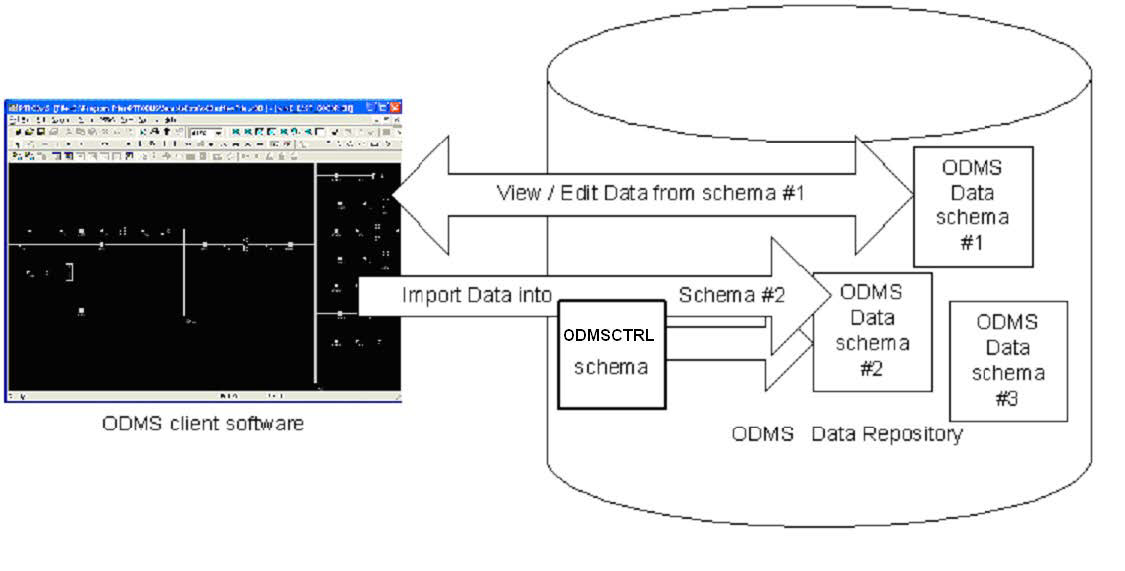 View / Edit Data from schema #1
ODMS
Data
schema
#1
Import Data into Schema #2
ODMSCTRL
schema
ODMS
Data
schema
#2
ODMS
Data
schema
#3
ODMS client software
ODMS Data Repository